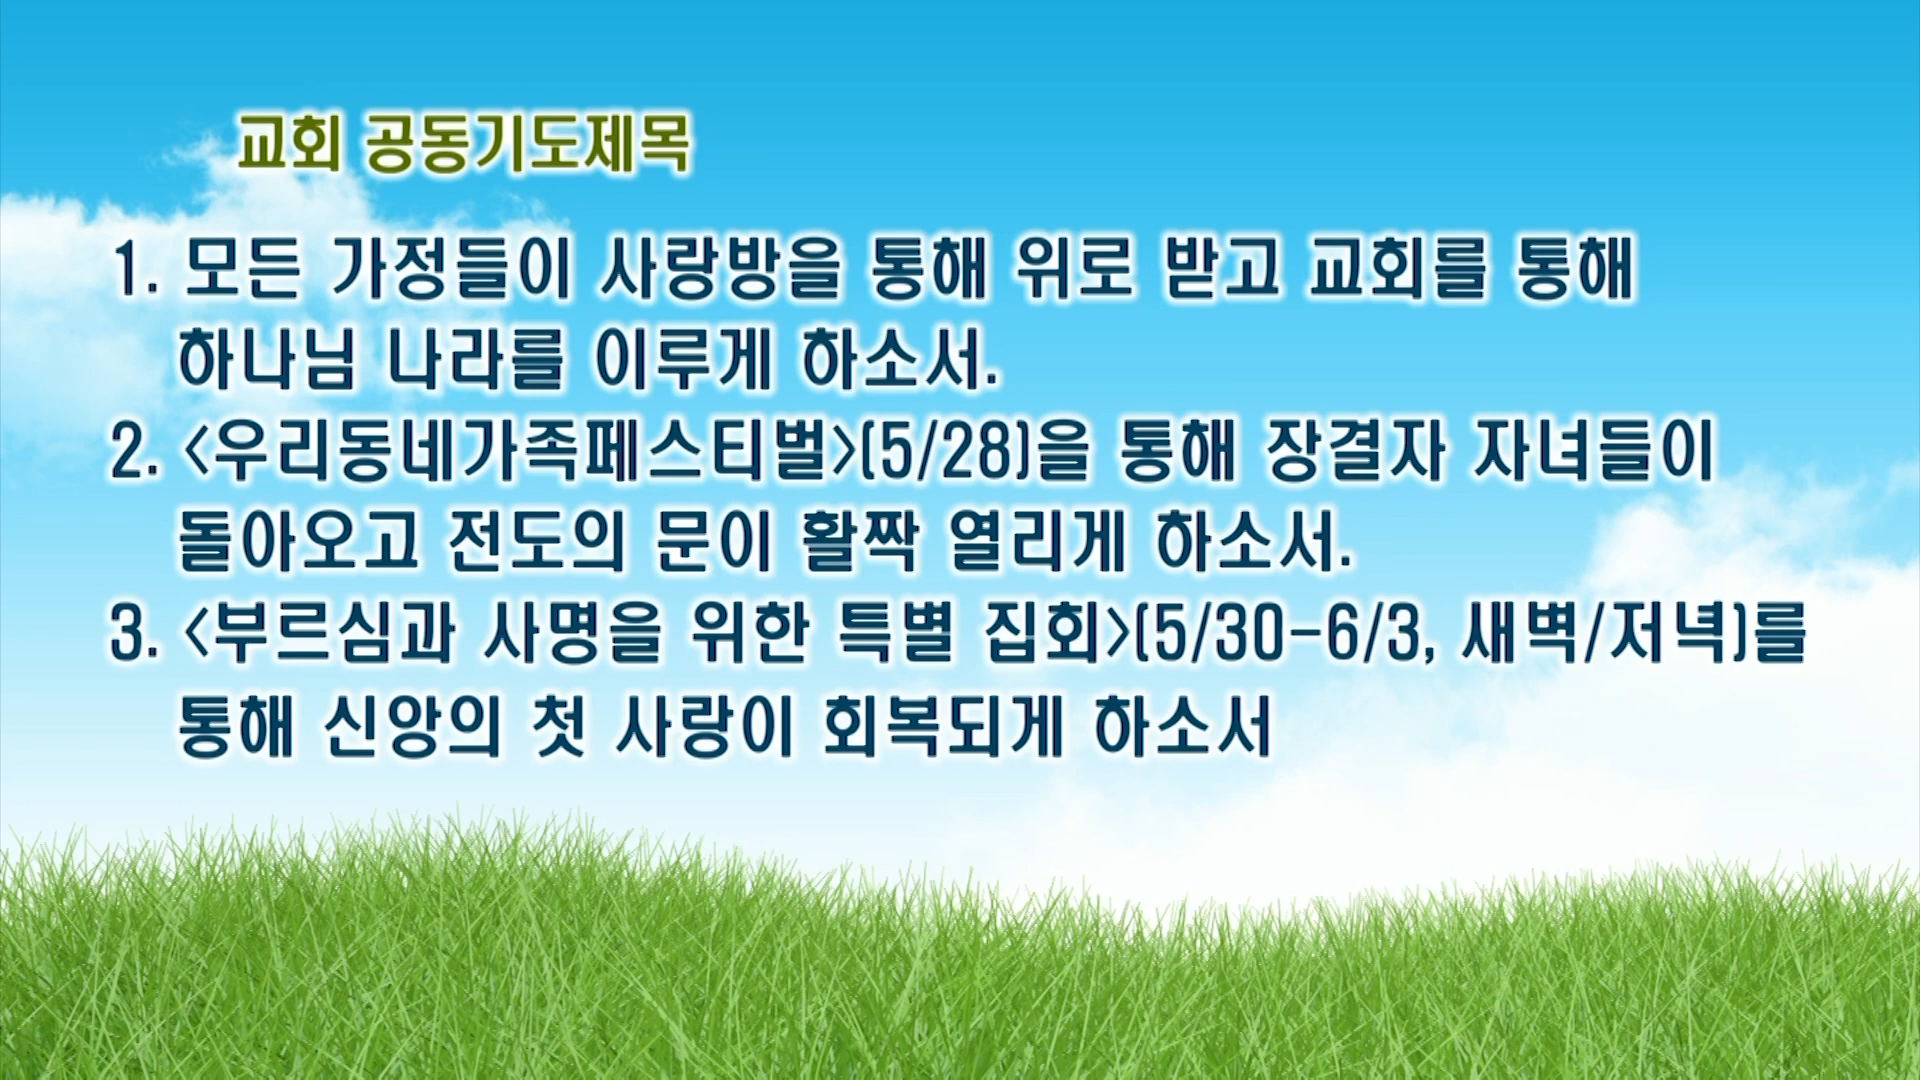 교회 공동기도제목
1. 모든 가정들이 사랑방을 통해 위로 받고 교회를 통해
하나님 나라를 이루게 하소서.
2. <우리동네가족페스티벌>(5/28)을 통해 장결자 자녀들이
돌아오고 전도의 문이 활짝 열리게 하소서.
3. <부르심과 사명을 위한 특별 집회>(5/30-6/3, 새벽/저녁)를
통해 신앙의 첫 사랑이 회복되게 하소서